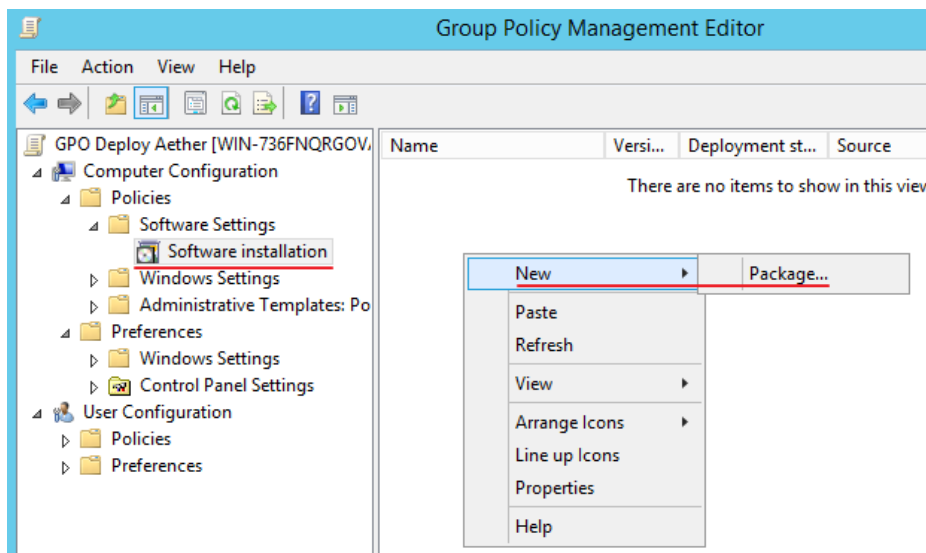 Group Policy Management Editor
File Action View Help
GPO Deploy Aether [WIN-736FNQRGOV
Computer Configuration
Policies
Software Settings
Software installation
Windows Settings
Administrative Templates: Po
Preferences
Windows Settings
Control Panel Settings
User Configuration
Policies
Preferences
Name Versi... Deployment st... Source
There are no items to show in this view
New Package...
Paste
Refresh
View
Arrange Icons
Line up Icons
Properties
Help